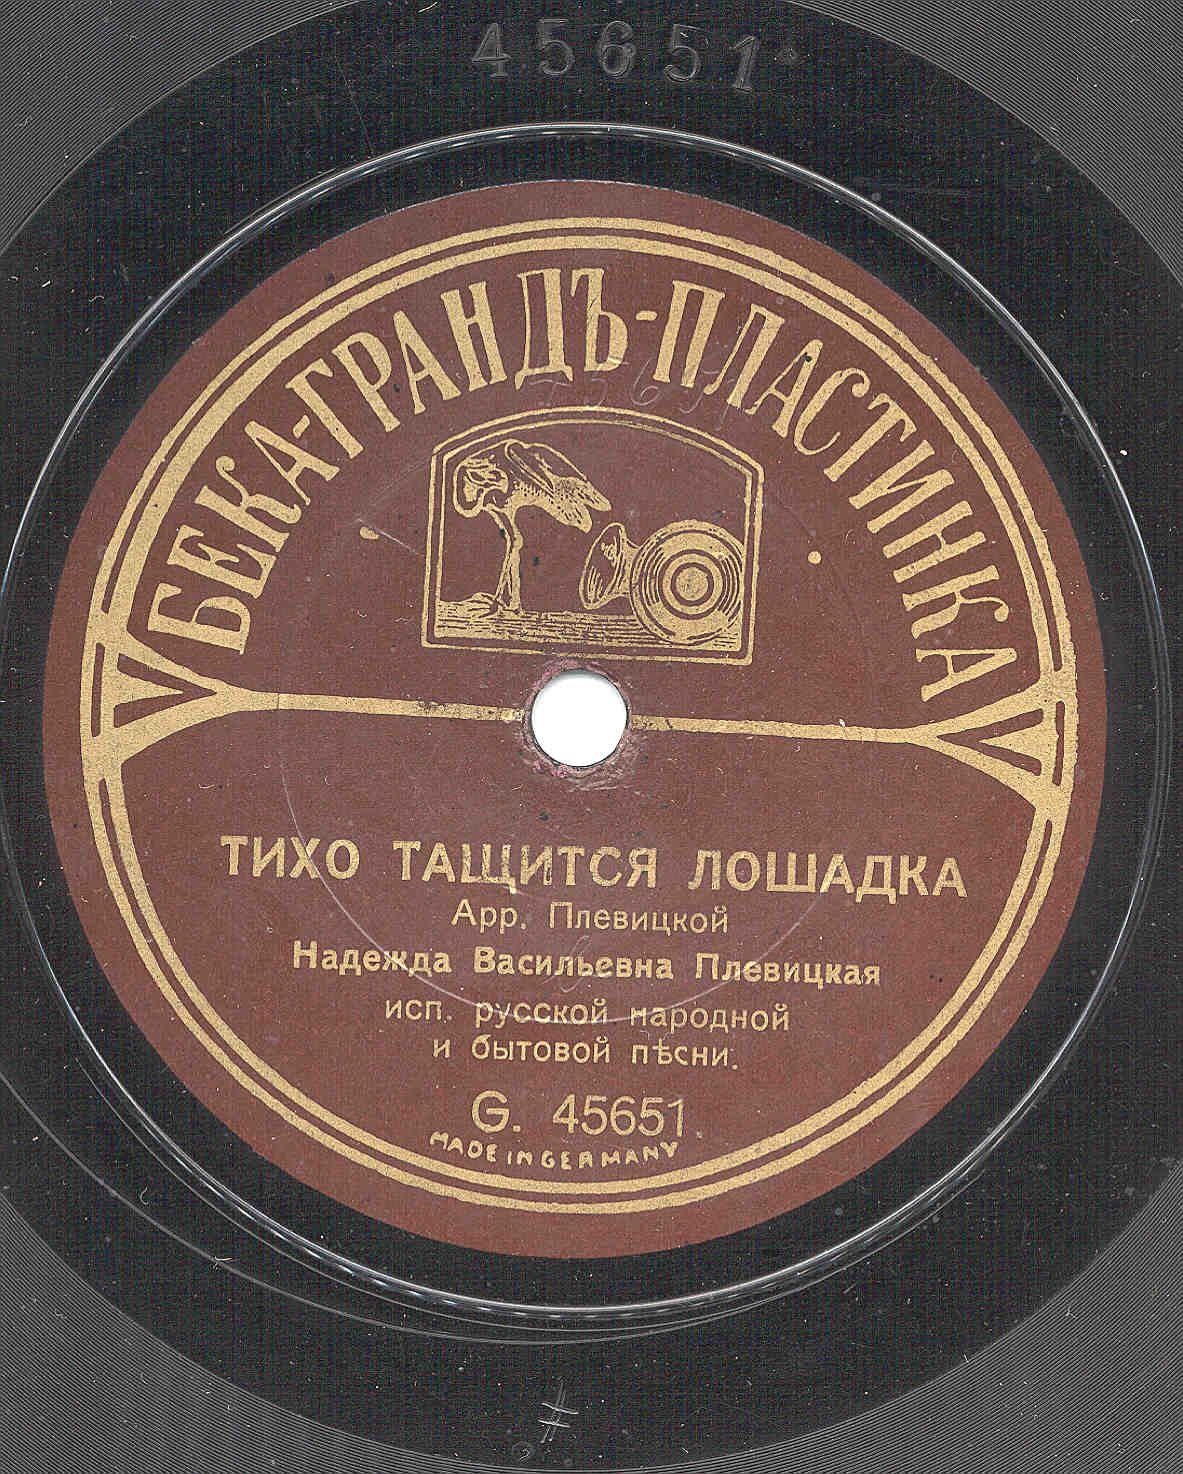 45651
БЕКА-ГРАНДЪ-ПЛАСТИНКА
ТИХО ТАЩИТСЯ ЛОШАДКА
Арр. Плевицкой
Надежда Васильевна Плевицкая
исп. русской народной
и бытовой пѣсни.
G. 45651.
MADE IN GERMANY